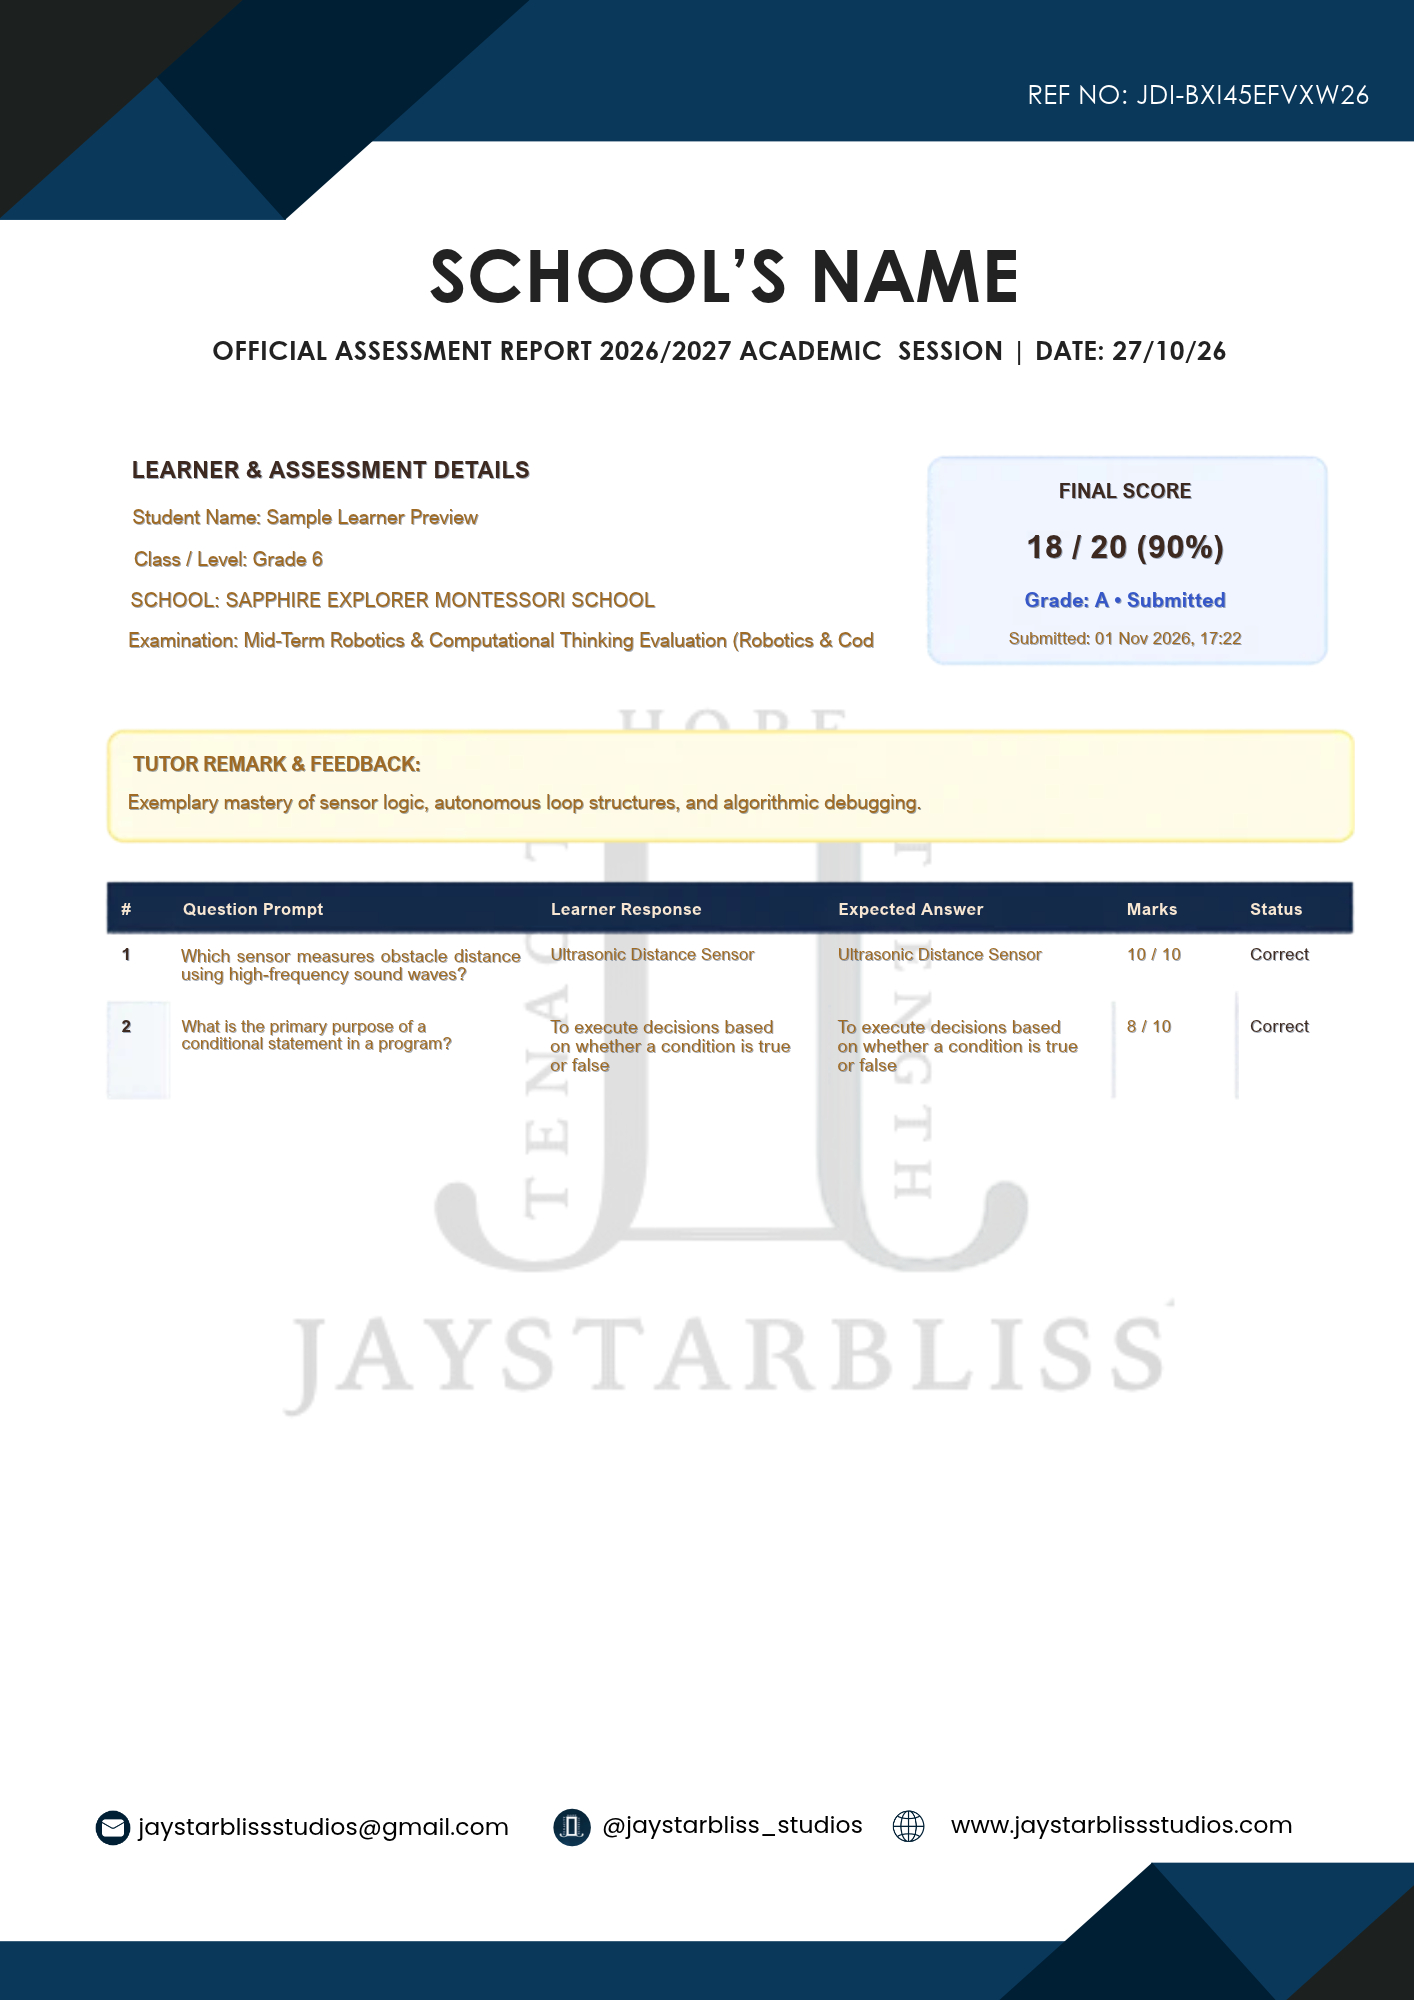 REF NO: JDI-BXI45EFVXW26
SCHOOL’S NAME
OFFICIAL ASSESSMENT REPORT 2026/2027 ACADEMIC SESSION | DATE: 27/10/26
LEARNER & ASSESSMENT DETAILS
Student Name: Sample Learner Preview
Class / Level: Grade 6
SCHOOL: SAPPHIRE EXPLORER MONTESSORI SCHOOL
Examination: Mid-Term Robotics & Computational Thinking Evaluation (Robotics & Cod
FINAL SCORE
18 / 20 (90%)
Grade: A • Submitted
Submitted: 01 Nov 2026, 17:22
HOPE
TUTOR REMARK & FEEDBACK:
Exemplary mastery of sensor logic, autonomous loop structures, and algorithmic debugging.
# Question Prompt Learner Response Expected Answer Marks Status
1 Which sensor measures obstacle distance Ultrasonic Distance Sensor Ultrasonic Distance Sensor 10 / 10 Correct
using high-frequency sound waves?
2 What is the primary purpose of a To execute decisions based To execute decisions based 8 / 10 Correct
conditional statement in a program? on whether a condition is true on whether a condition is true
or false or false
JAYSTARBLISS
jaystarblissstudios@gmail.com @jaystarbliss_studios www.jaystarblissstudios.com